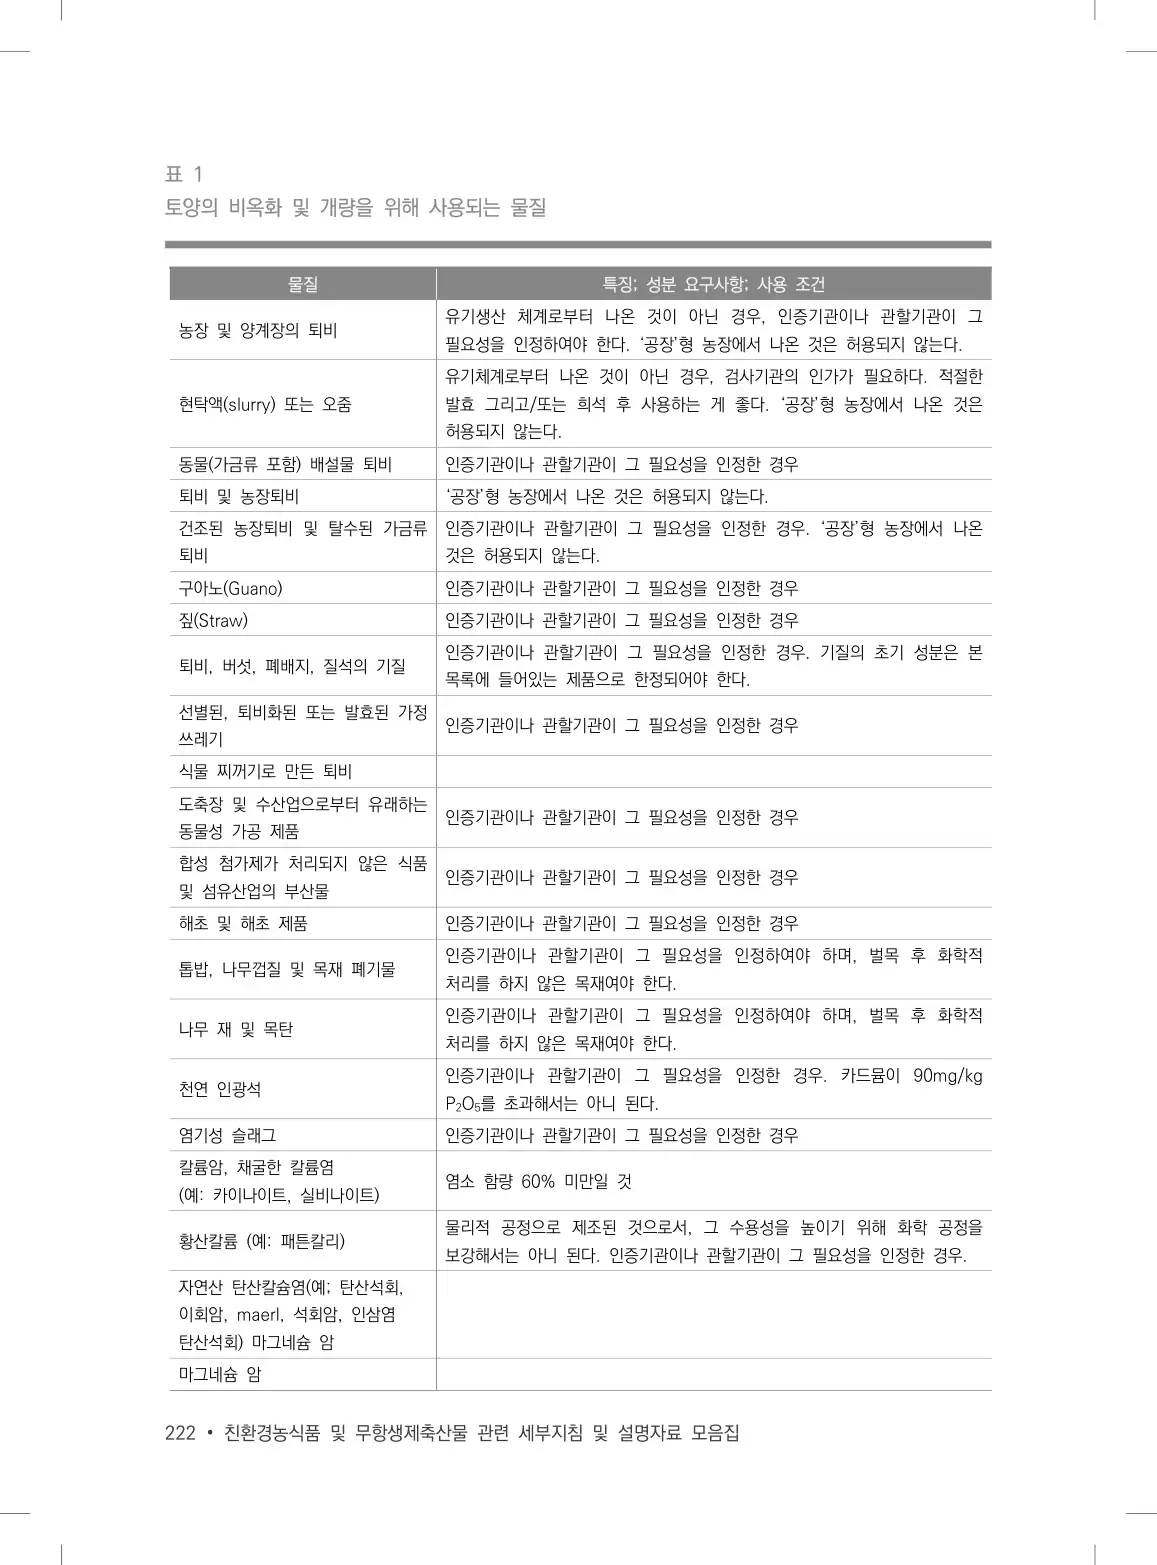 표 1
토양의 비옥화 및 개량을 위해 사용되는 물질
물질
특징; 성분 요구사항; 사용 조건
농장 및 양계장의 퇴비
유기생산 체계로부터 나온 것이 아닌 경우, 인증기관이나 관할기관이 그
필요성을 인정하여야 한다. ‘공장’형 농장에서 나온 것은 허용되지 않는다.
현탁액(slurry) 또는 오줌
유기체계로부터 나온 것이 아닌 경우, 검사기관의 인가가 필요하다. 적절한
발효 그리고/또는 희석 후 사용하는 게 좋다. ‘공장’형 농장에서 나온 것은
허용되지 않는다.
동물(가금류 포함) 배설물 퇴비
인증기관이나 관할기관이 그 필요성을 인정한 경우
퇴비 및 농장퇴비
‘공장’형 농장에서 나온 것은 허용되지 않는다.
건조된 농장퇴비 및 탈수된 가금류
퇴비
인증기관이나 관할기관이 그 필요성을 인정한 경우. ‘공장’형 농장에서 나온
것은 허용되지 않는다.
구아노(Guano)
인증기관이나 관할기관이 그 필요성을 인정한 경우
짚(Straw)
인증기관이나 관할기관이 그 필요성을 인정한 경우
퇴비, 버섯, 폐배지, 질석의 기질
인증기관이나 관할기관이 그 필요성을 인정한 경우. 기질의 초기 성분은 본
목록에 들어있는 제품으로 한정되어야 한다.
선별된, 퇴비화된 또는 발효된 가정
쓰레기
인증기관이나 관할기관이 그 필요성을 인정한 경우
식물 찌꺼기로 만든 퇴비
도축장 및 수산업으로부터 유래하는
동물성 가공 제품
인증기관이나 관할기관이 그 필요성을 인정한 경우
합성 첨가제가 처리되지 않은 식품
및 섬유산업의 부산물
인증기관이나 관할기관이 그 필요성을 인정한 경우
해초 및 해초 제품
인증기관이나 관할기관이 그 필요성을 인정한 경우
톱밥, 나무껍질 및 목재 폐기물
인증기관이나 관할기관이 그 필요성을 인정하여야 하며, 벌목 후 화학적
처리를 하지 않은 목재여야 한다.
나무 재 및 목탄
인증기관이나 관할기관이 그 필요성을 인정하여야 하며, 벌목 후 화학적
처리를 하지 않은 목재여야 한다.
천연 인광석
인증기관이나 관할기관이 그 필요성을 인정한 경우. 카드뮴이 90mg/kg
P₂O₅를 초과해서는 아니 된다.
염기성 슬래그
인증기관이나 관할기관이 그 필요성을 인정한 경우
칼륨암, 채굴한 칼륨염
(예: 카이나이트, 실비나이트)
염소 함량 60% 미만일 것
황산칼륨 (예: 패튼칼리)
물리적 공정으로 제조된 것으로서, 그 수용성을 높이기 위해 화학 공정을
보강해서는 아니 된다. 인증기관이나 관할기관이 그 필요성을 인정한 경우.
자연산 탄산칼슘염(예; 탄산석회,
이회암, maerl, 석회암, 인삼염
탄산석회) 마그네슘 암
마그네슘 암
222 • 친환경농식품 및 무항생제축산물 관련 세부지침 및 설명자료 모음집